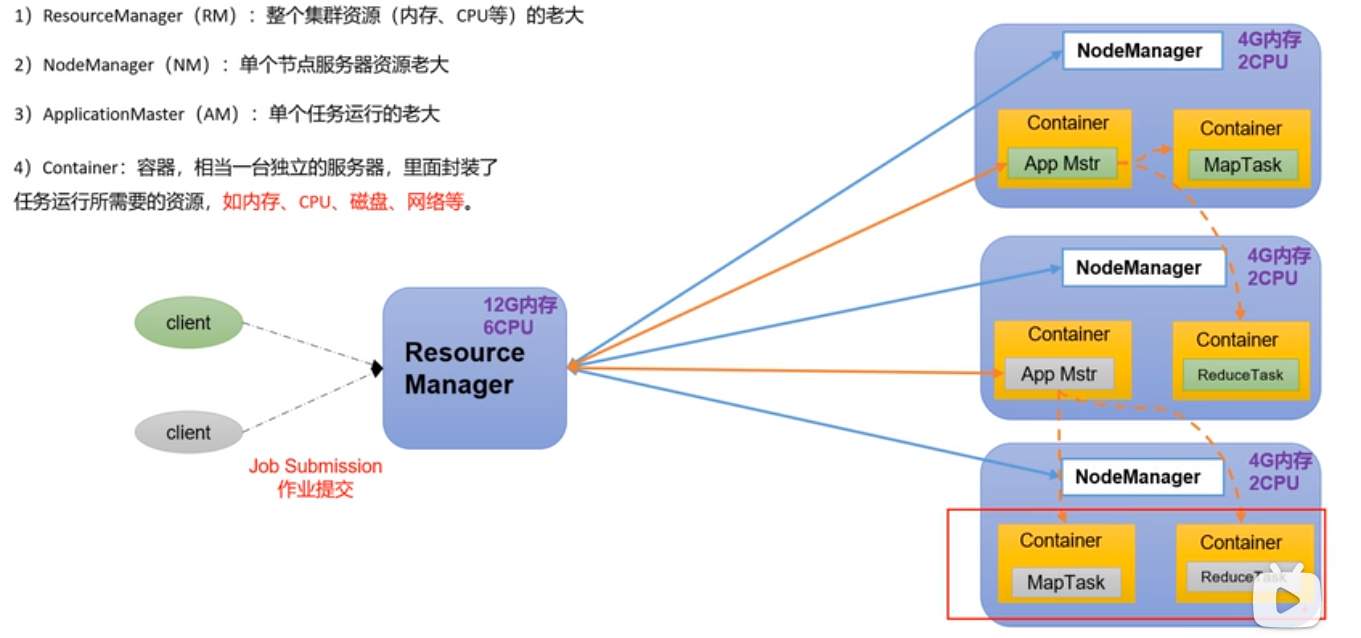 1）ResourceManager（RM）：整个集群资源（内存、CPU等）的老大
2）NodeManager（NM）：单个节点服务器资源老大
3）ApplicationMaster（AM）：单个任务运行的老大
4）Container：容器，相当一台独立的服务器，里面封装了
任务运行所需要的资源，如内存、CPU、磁盘、网络等。
client
client
Job Submission
作业提交
12G内存
6CPU
Resource
Manager
NodeManager
4G内存
2CPU
Container
App Mstr
Container
MapTask
NodeManager
4G内存
2CPU
Container
App Mstr
Container
ReduceTask
NodeManager
4G内存
2CPU
Container
MapTask
Container
ReduceTask